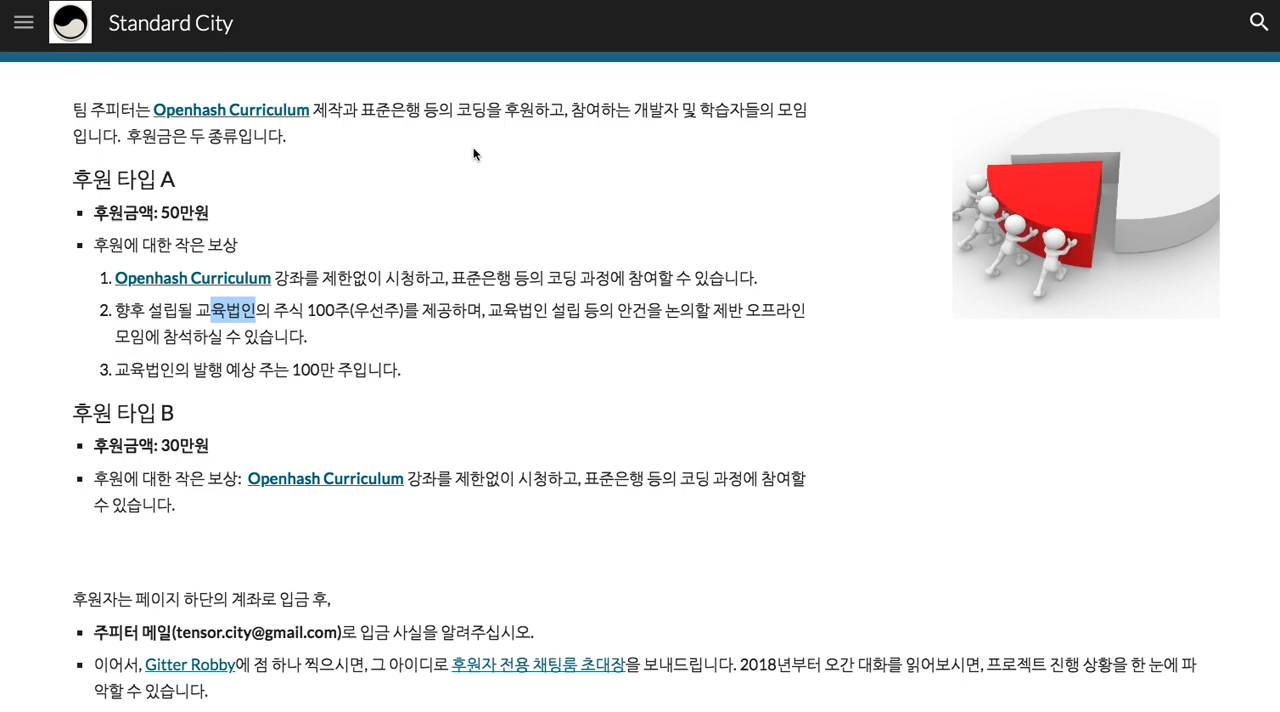 Standard City
팀 주피터는 Openhash Curriculum 제작과 표준은행 등의 코딩을 후원하고, 참여하는 개발자 및 학습자들의 모임
입니다. 후원금은 두 종류입니다.
후원 타입 A
▪ 후원금액: 50만원
▪ 후원에 대한 작은 보상
1. Openhash Curriculum 강좌를 제한없이 시청하고, 표준은행 등의 코딩 과정에 참여할 수 있습니다.
2. 향후 설립될 교육법인의 주식 100주(우선주)를 제공하며, 교육법인 설립 등의 안건을 논의할 제반 오프라인
모임에 참석하실 수 있습니다.
3. 교육법인의 발행 예상 주는 100만 주입니다.
후원 타입 B
▪ 후원금액: 30만원
▪ 후원에 대한 작은 보상: Openhash Curriculum 강좌를 제한없이 시청하고, 표준은행 등의 코딩 과정에 참여할
수 있습니다.
후원자는 페이지 하단의 계좌로 입금 후,
▪ 주피터 메일(tensor.city@gmail.com)로 입금 사실을 알려주십시오.
▪ 이어서, Gitter Robby에 점 하나 찍으시면, 그 아이디로 후원자 전용 채팅룸 초대장을 보내드립니다. 2018년부터 오간 대화를 읽어보시면, 프로젝트 진행 상황을 한 눈에 파
악할 수 있습니다.